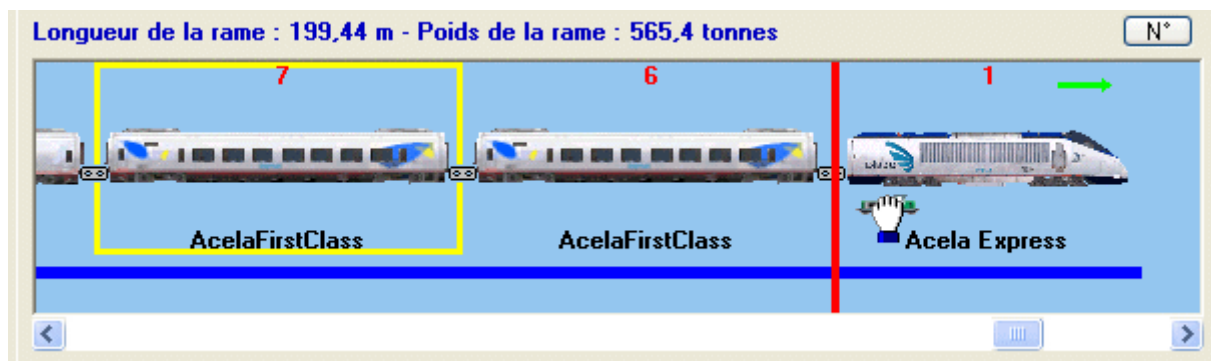 Longueur de la rame : 199,44 m - Poids de la rame : 565,4 tonnes
N°
7 6 1
AcelaFirstClass AcelaFirstClass Acela Express